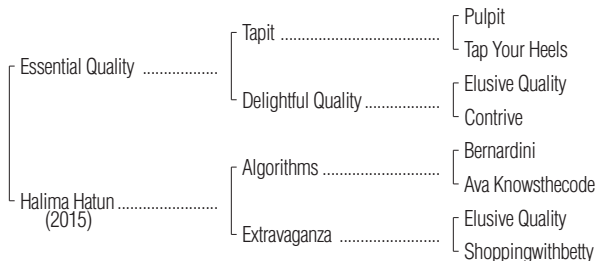 Pulpit
Tapit ..................................
Tap Your Heels
Essential Quality ..................
Elusive Quality
Delightful Quality ..................
Contrive
Bernardini
Algorithms ...........................
Ava Knowsthecode
Halima Hatun ........................
(2015)
Elusive Quality
Extravaganza ........................
Shoppingwithbetty